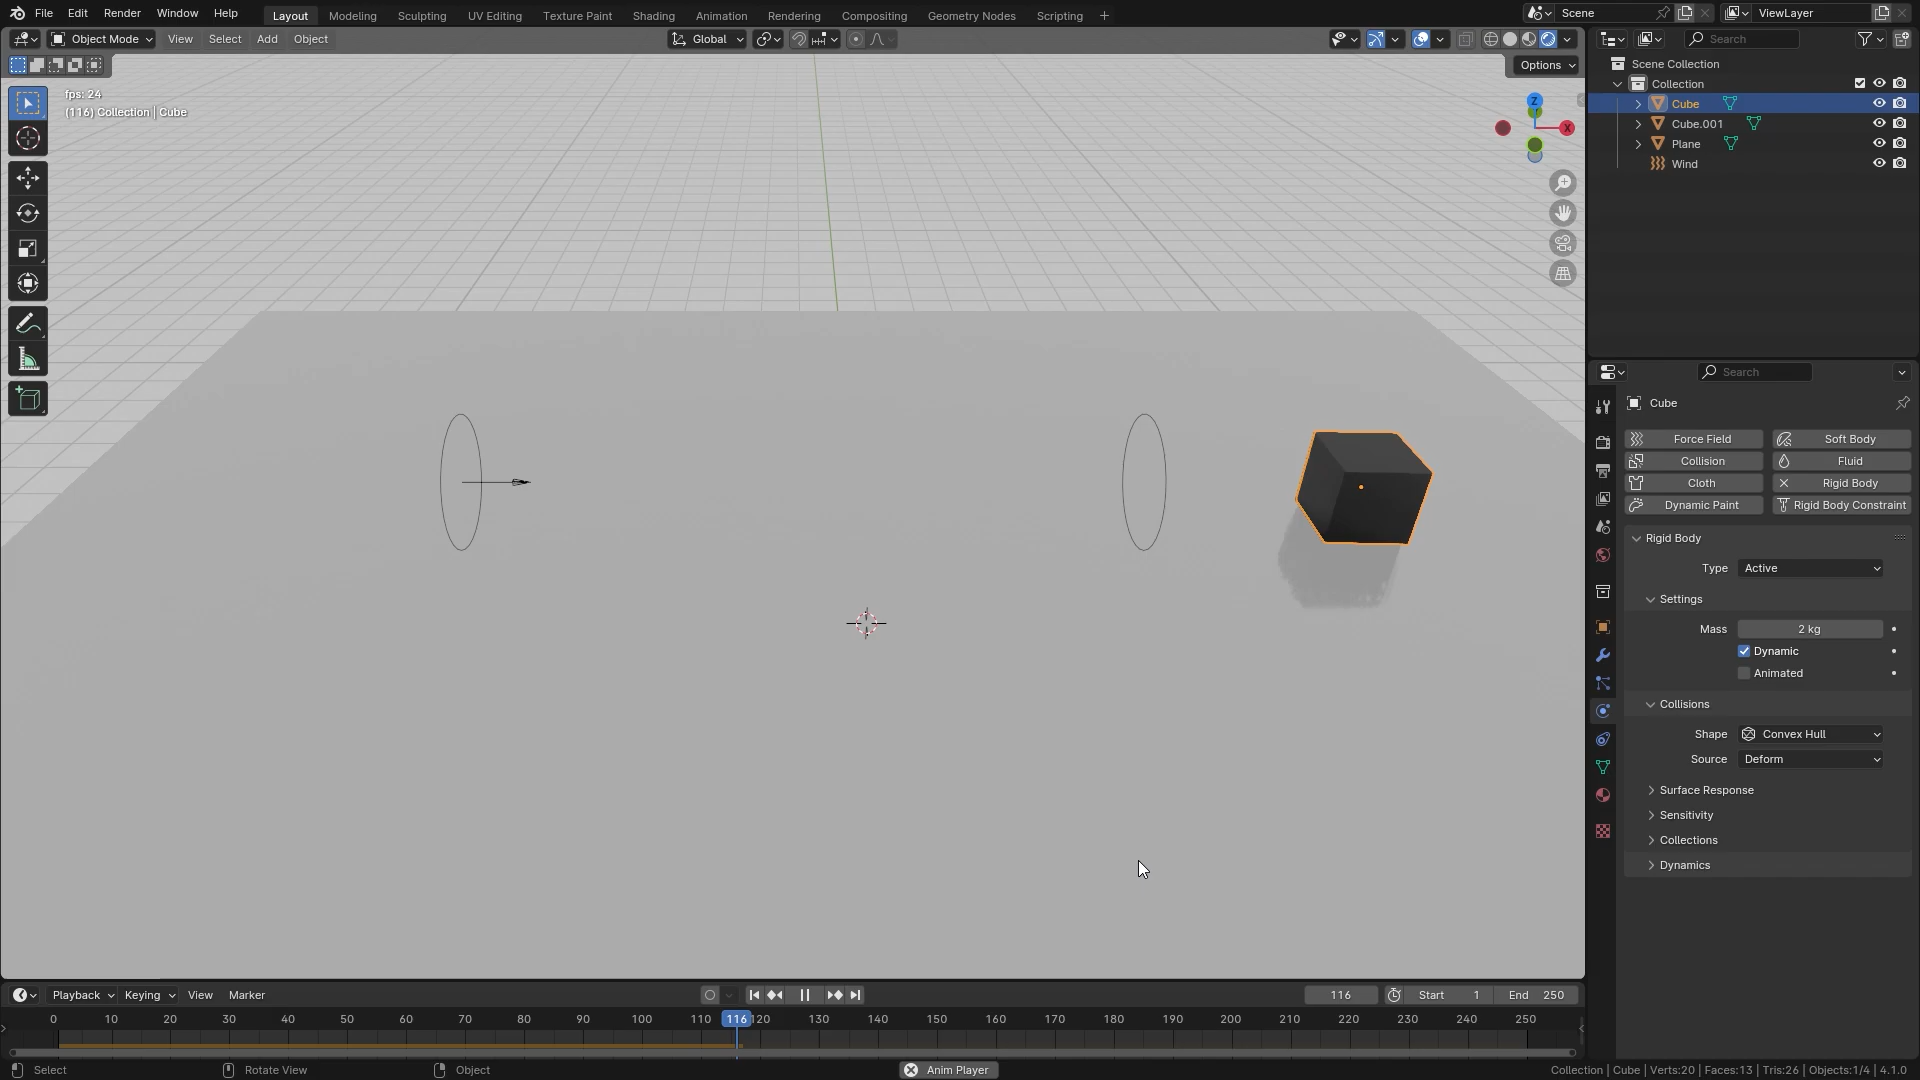 File Edit Render Window Help Layout Modeling Sculpting UV Editing Texture Paint Shading Animation Rendering Compositing Geometry Nodes Scripting + Scene ViewLayer
Object Mode View Select Add Object Global Search
Options
fps: 24
(116) Collection | Cube
Z
X
Scene Collection
Collection
Cube
Cube.001
Plane
Wind
Search
Cube
Force Field Soft Body
Collision Fluid
Cloth Rigid Body
Dynamic Paint Rigid Body Constraint
Rigid Body
Type Active
Settings
Mass 2 kg
Dynamic
Animated
Collisions
Shape Convex Hull
Source Deform
Surface Response
Sensitivity
Collections
Dynamics
Playback Keying View Marker 116 Start 1 End 250
0 10 20 30 40 50 60 70 80 90 100 110 116 120 130 140 150 160 170 180 190 200 210 220 230 240 250
Select Rotate View Object Anim Player Collection | Cube | Verts:20 | Faces:13 | Tris:26 | Objects:1/4 | 4.1.0